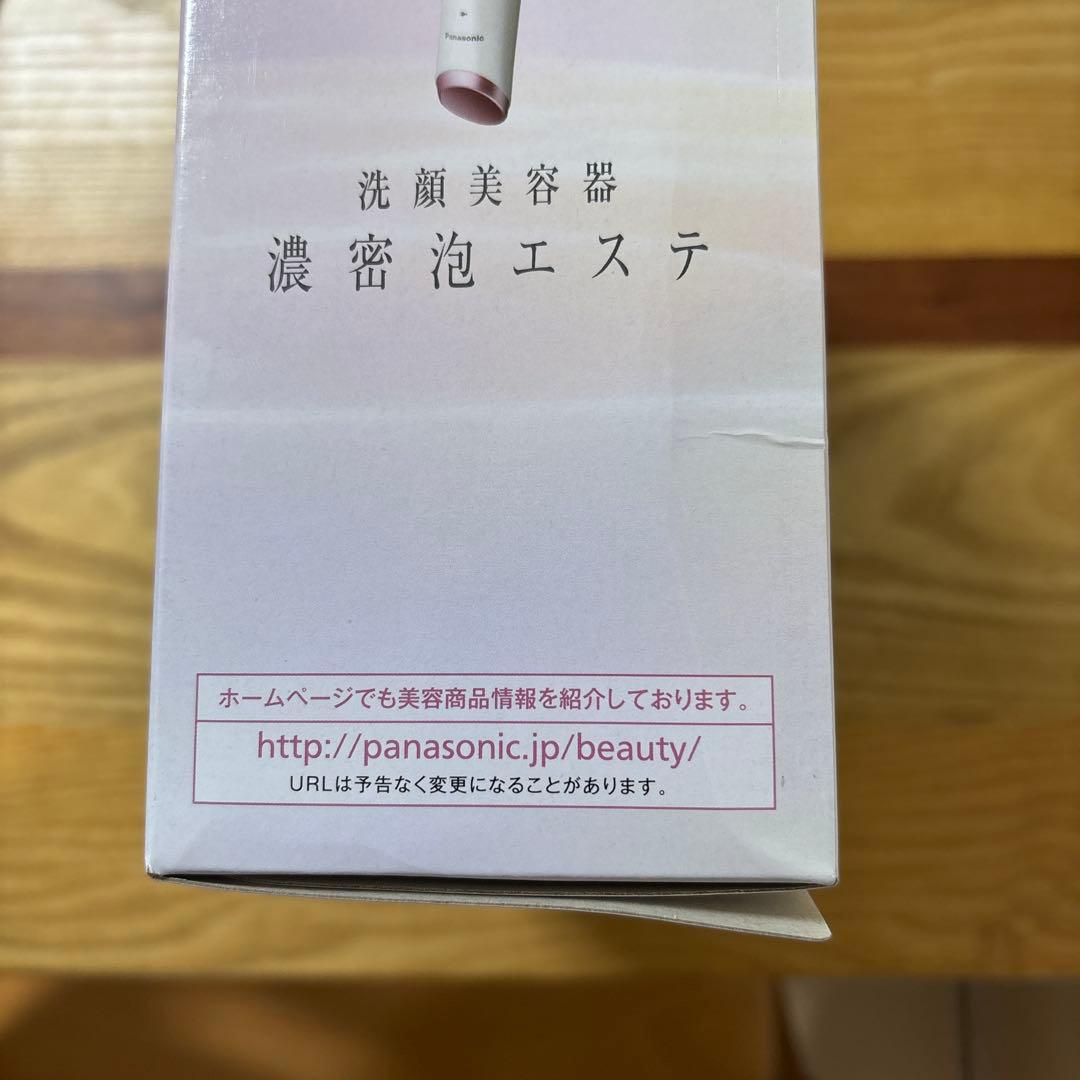 Panasonic
洗顔美容器
濃密泡エステ
ホームページでも美容商品情報を紹介しております。
http://panasonic.jp/beauty/
URLは予告なく変更になることがあります。